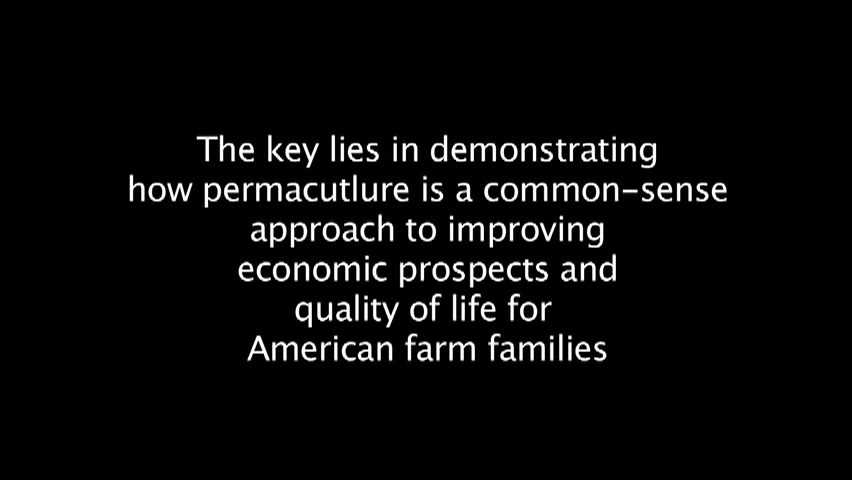 The key lies in demonstrating
how permacutlure is a common-sense
approach to improving
economic prospects and
quality of life for
American farm families